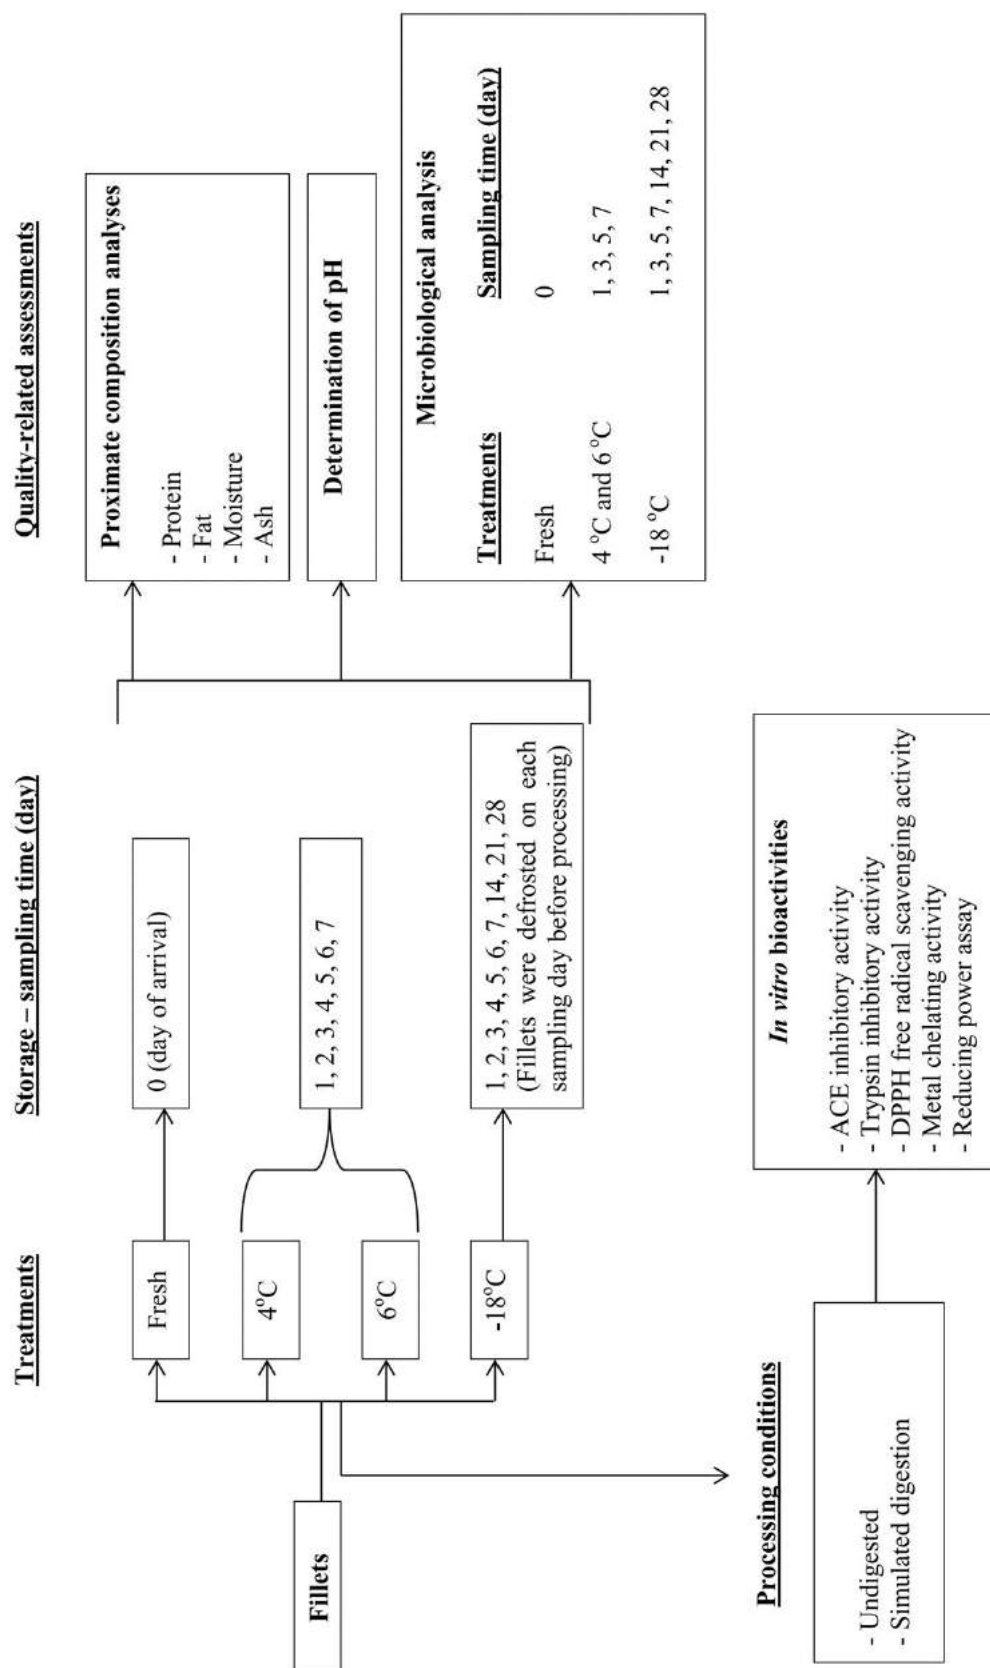 Treatments
Storage – sampling time (day)
Quality-related assessments
Fillets
Fresh
4°C
6°C
-18°C
0 (day of arrival)
1, 2, 3, 4, 5, 6, 7
1, 2, 3, 4, 5, 6, 7, 14, 21, 28
(Fillets were defrosted on each
sampling day before processing)
Proximate composition analyses
- Protein
- Fat
- Moisture
- Ash
Determination of pH
Microbiological analysis
Treatments Sampling time (day)
Fresh 0
4 °C and 6 °C 1, 3, 5, 7
-18 °C 1, 3, 5, 7, 14, 21, 28
Processing conditions
- Undigested
- Simulated digestion
In vitro bioactivities
- ACE inhibitory activity
- Trypsin inhibitory activity
- DPPH free radical scavenging activity
- Metal chelating activity
- Reducing power assay